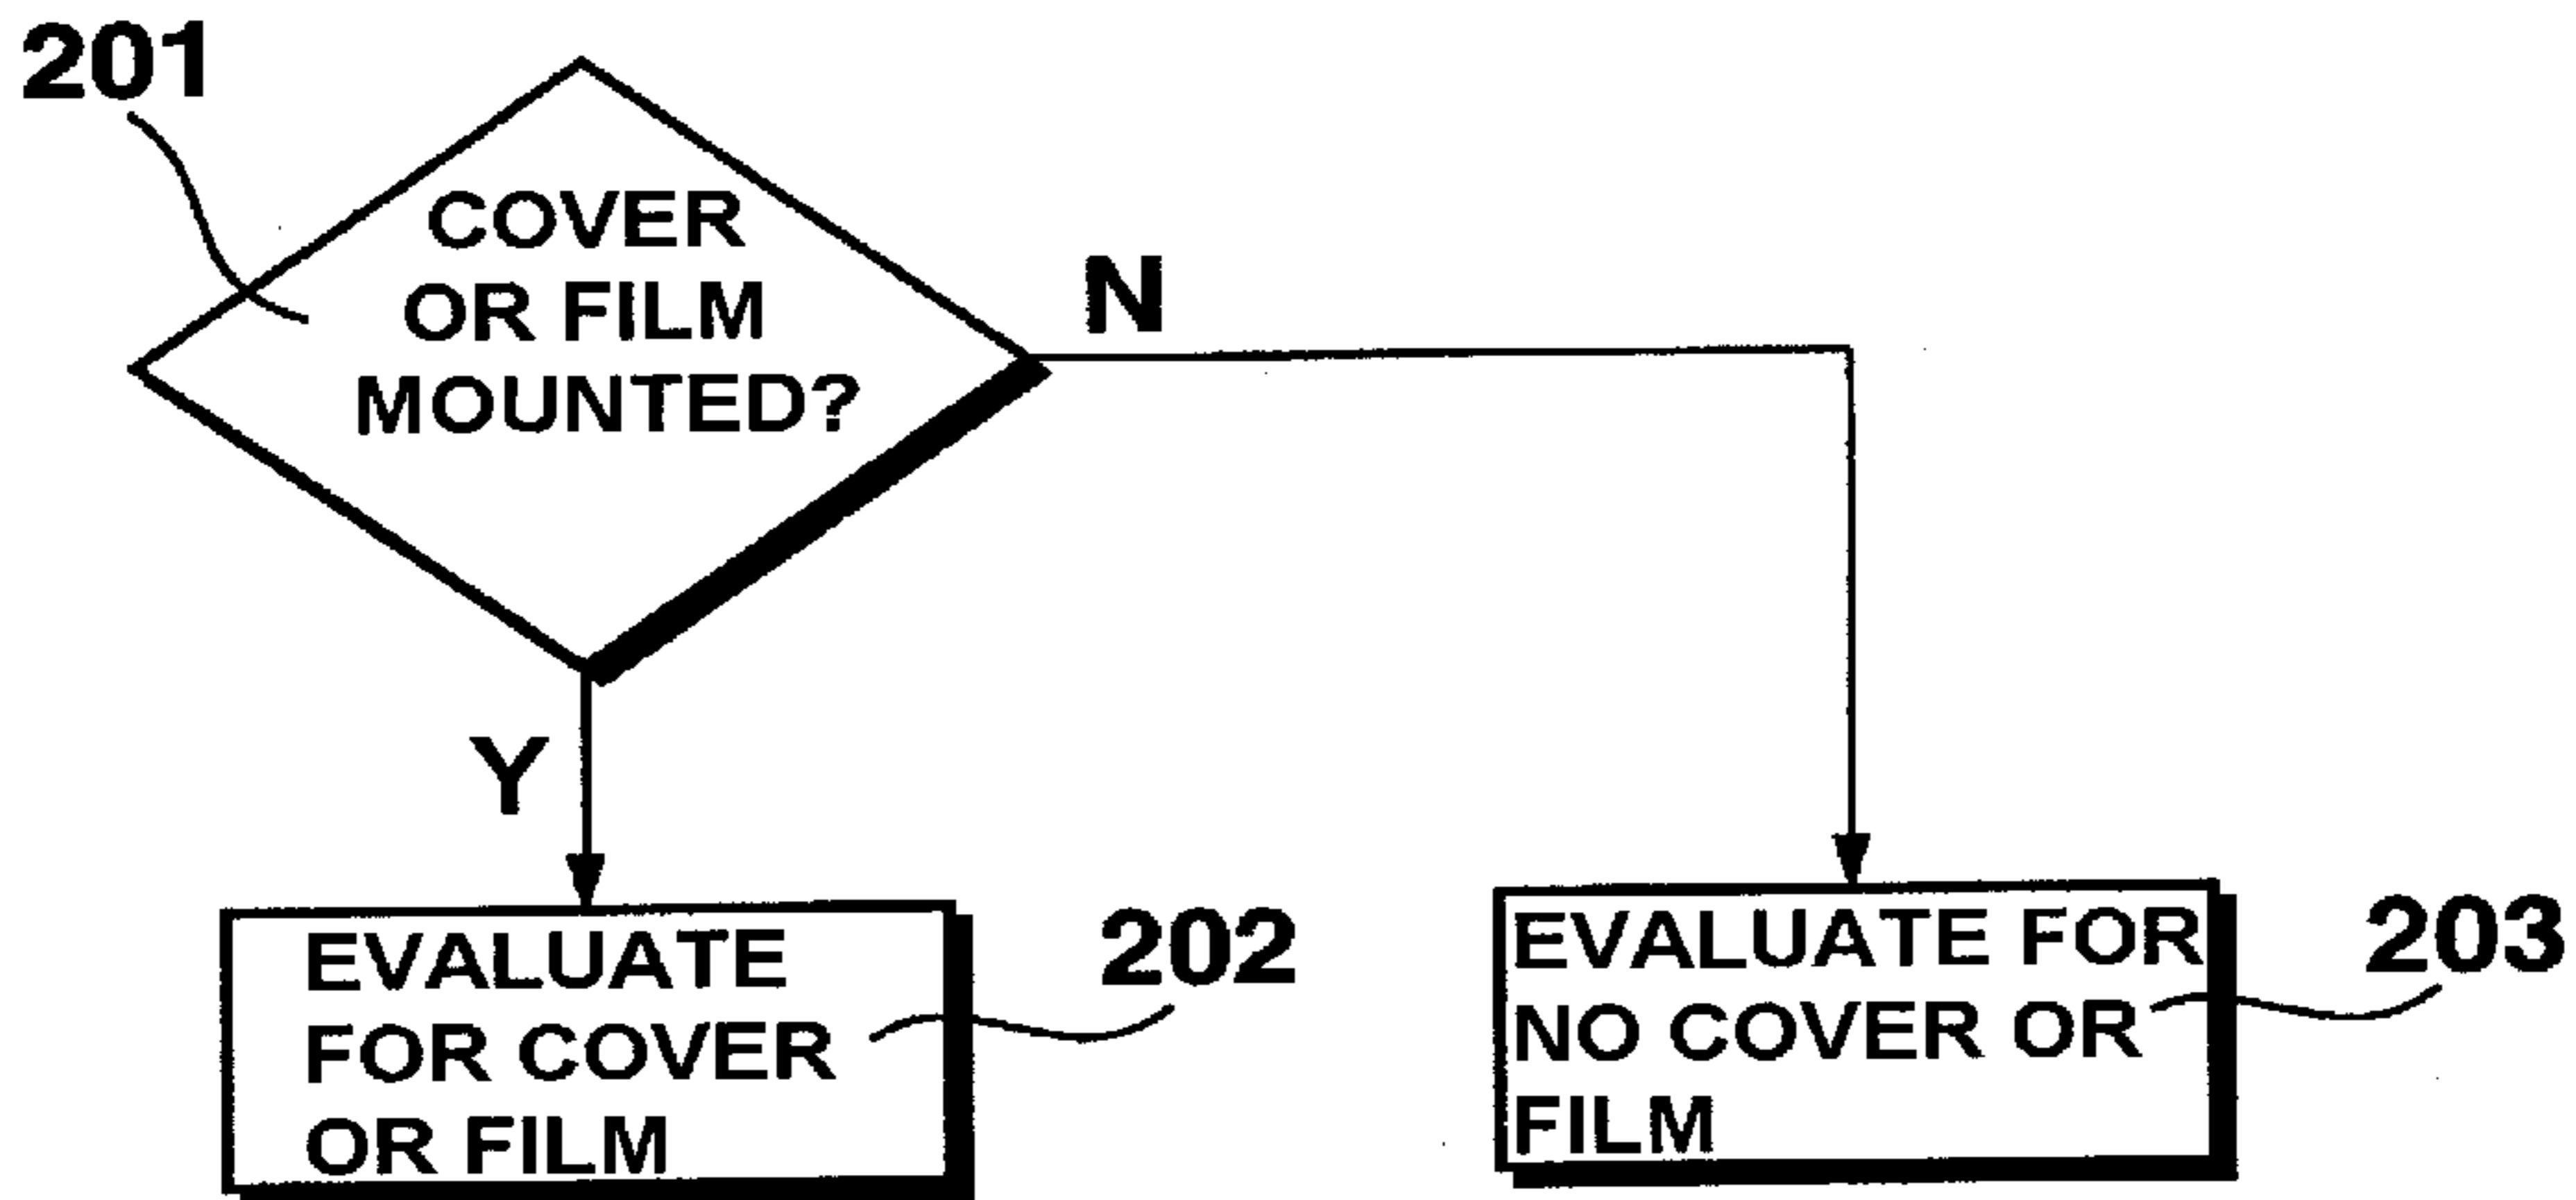 201
COVER
OR FILM
MOUNTED?
N
Y
EVALUATE
FOR COVER
OR FILM
202
EVALUATE FOR
NO COVER OR
FILM
203